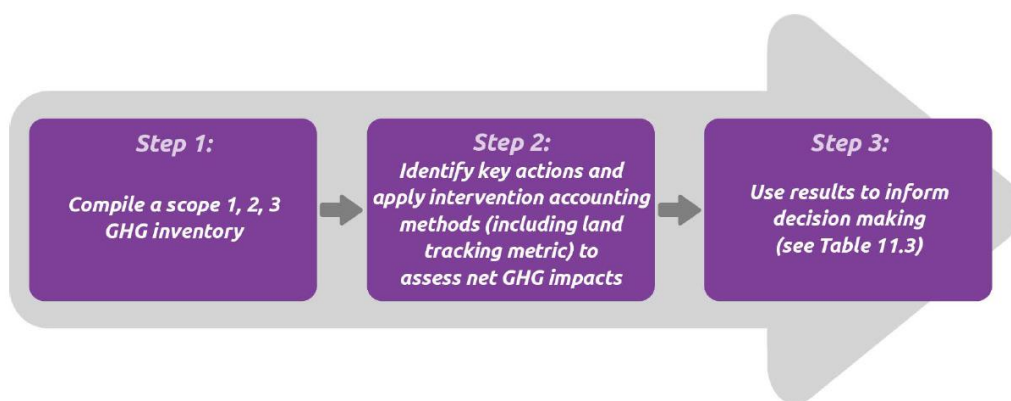 Step 1:
Compile a scope 1, 2, 3
GHG inventory
Step 2:
Identify key actions and
apply intervention accounting
methods (including land
tracking metric) to
assess net GHG impacts
Step 3:
Use results to inform
decision making
(see Table 11.3)